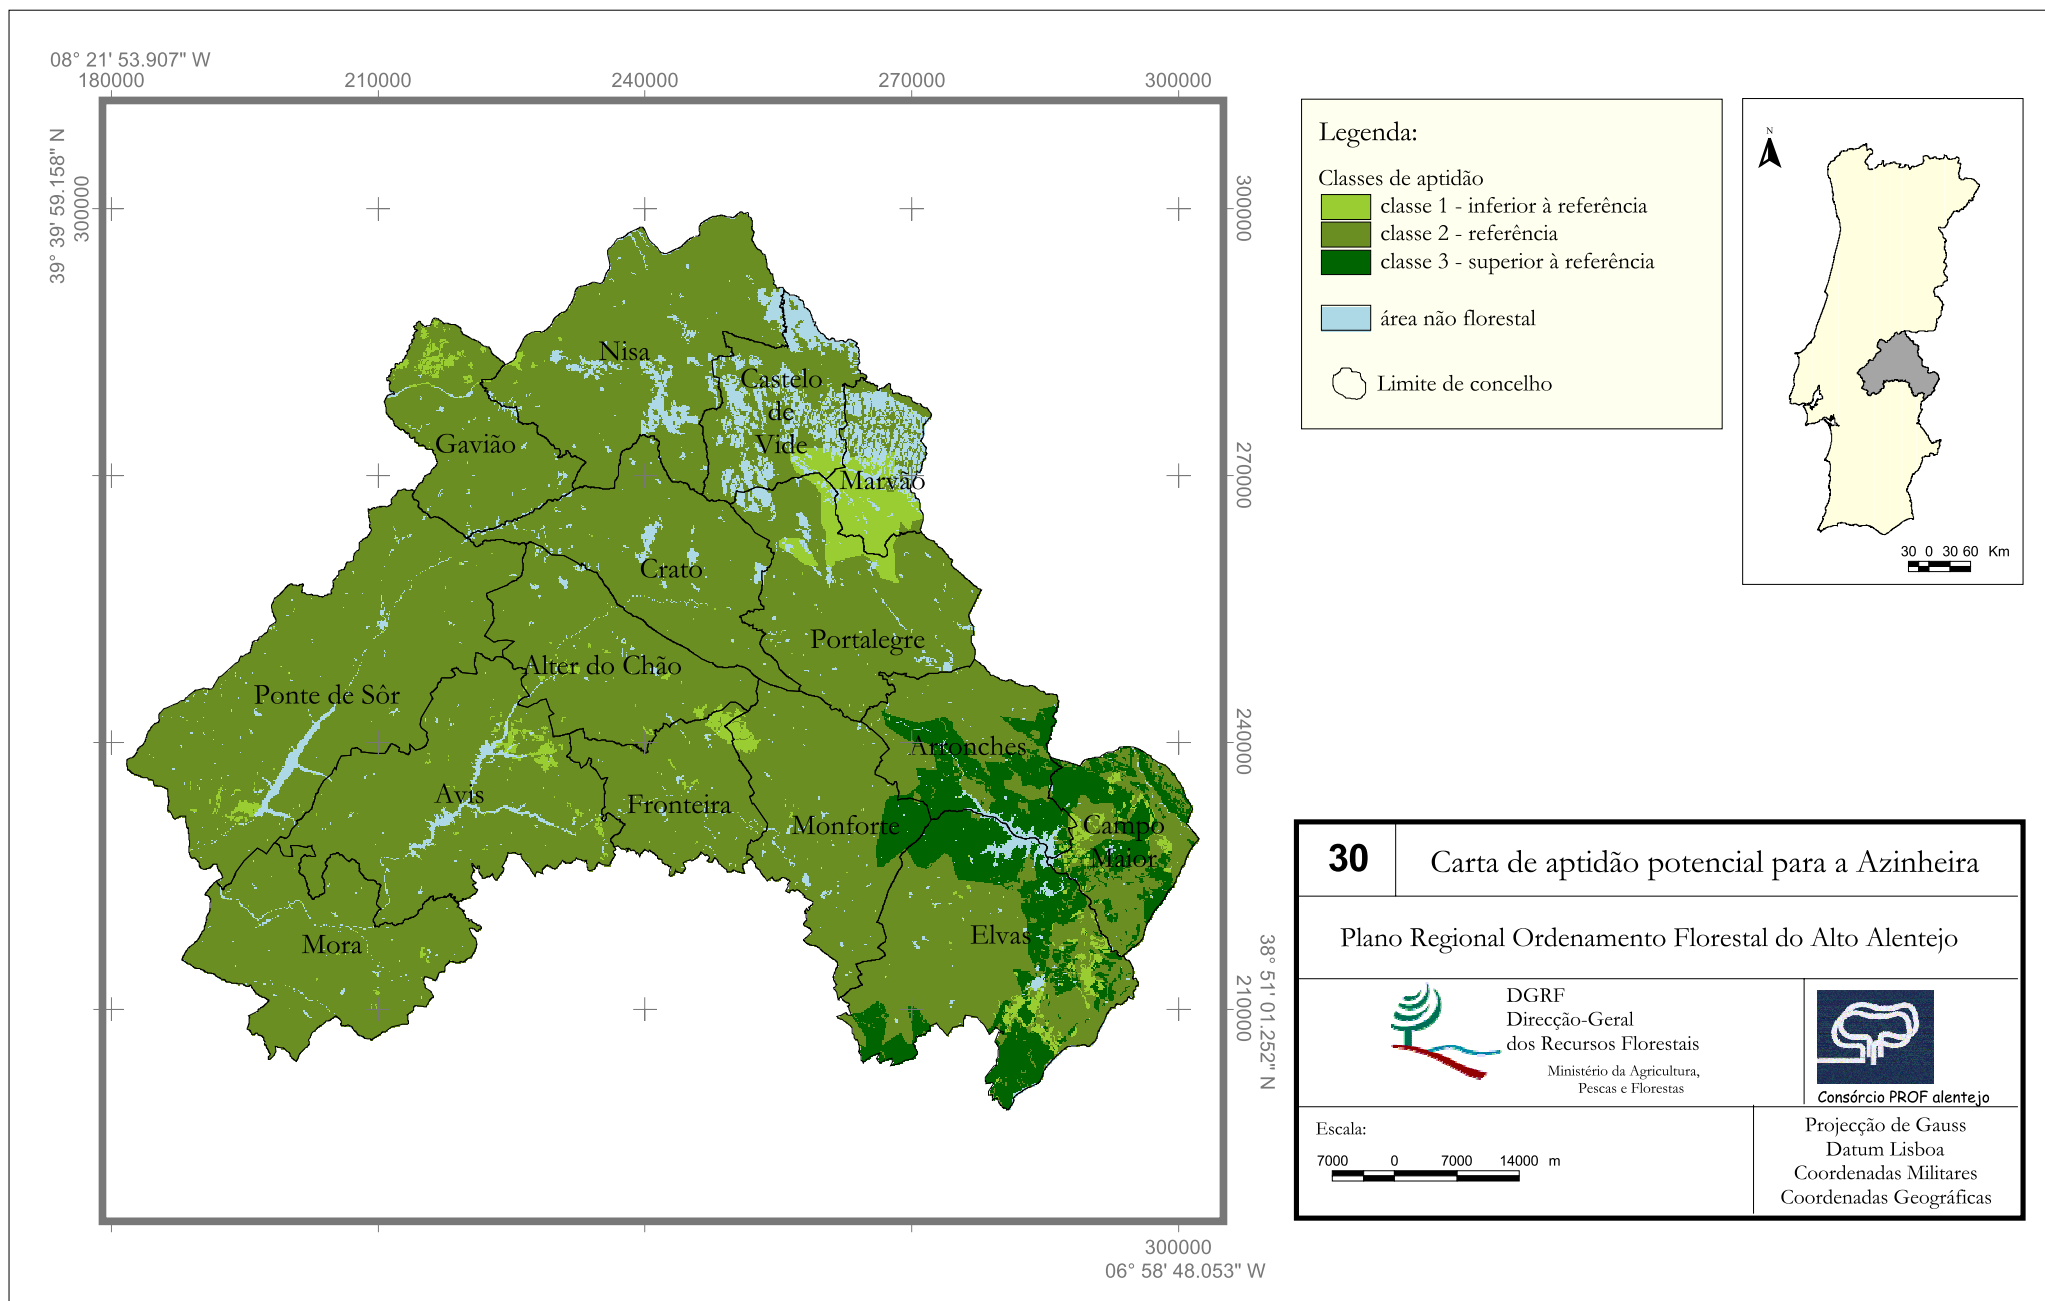 08° 21' 53.907" W
180000
210000
240000
270000
300000
39° 39' 59.158" N
300000
300000
270000
240000
210000
38° 51' 01.252" N
300000
06° 58' 48.053" W
Nisa
Castelo
de
Vide
Gavião
Marvão
Crato
Portalegre
Alter do Chão
Ponte de Sôr
Arronches
Avis
Fronteira
Monforte
Campo
Maior
Elvas
Mora
Legenda:
Classes de aptidão
classe 1 - inferior à referência
classe 2 - referência
classe 3 - superior à referência
área não florestal
Limite de concelho
N
30 0 30 60 Km
30
Carta de aptidão potencial para a Azinheira
Plano Regional Ordenamento Florestal do Alto Alentejo
DGRF
Direcção-Geral
dos Recursos Florestais
Ministério da Agricultura,
Pescas e Florestas
Consórcio PROF alentejo
Escala:
7000 0 7000 14000 m
Projecção de Gauss
Datum Lisboa
Coordenadas Militares
Coordenadas Geográficas